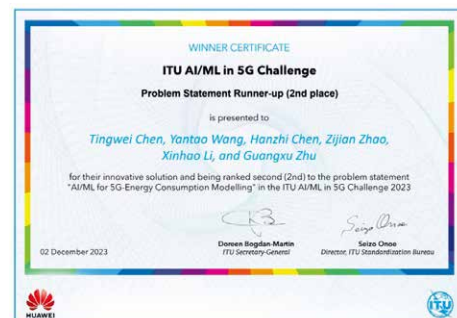 WINNER CERTIFICATE
ITU AI/ML in 5G Challenge
Problem Statement Runner-up (2nd place)
is presented to
Tingwei Chen, Yantao Wang, Hanzhi Chen, Zijian Zhao,
Xinhao Li, and Guangxu Zhu
for their innovative solution and being ranked second (2nd) to the problem statement
"AI/ML for 5G-Energy Consumption Modelling" in the ITU AI/ML in 5G Challenge 2023
Seizo Onoe
02 December 2023
Doreen Bogdan-Martin
ITU Secretary-General
Seizo Onoe
Director, ITU Standardization Bureau
HUAWEI
ITU